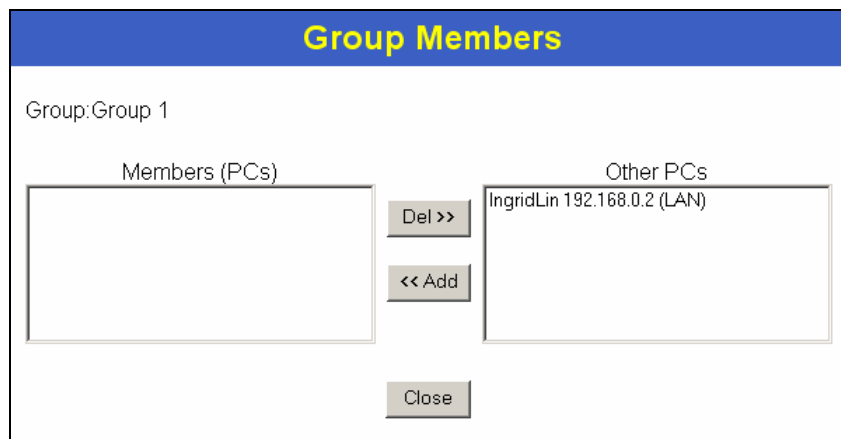 Group Members
Group:Group 1
Members (PCs)
Other PCs
IngridLin 192.168.0.2 (LAN)
Del >>
<< Add
Close